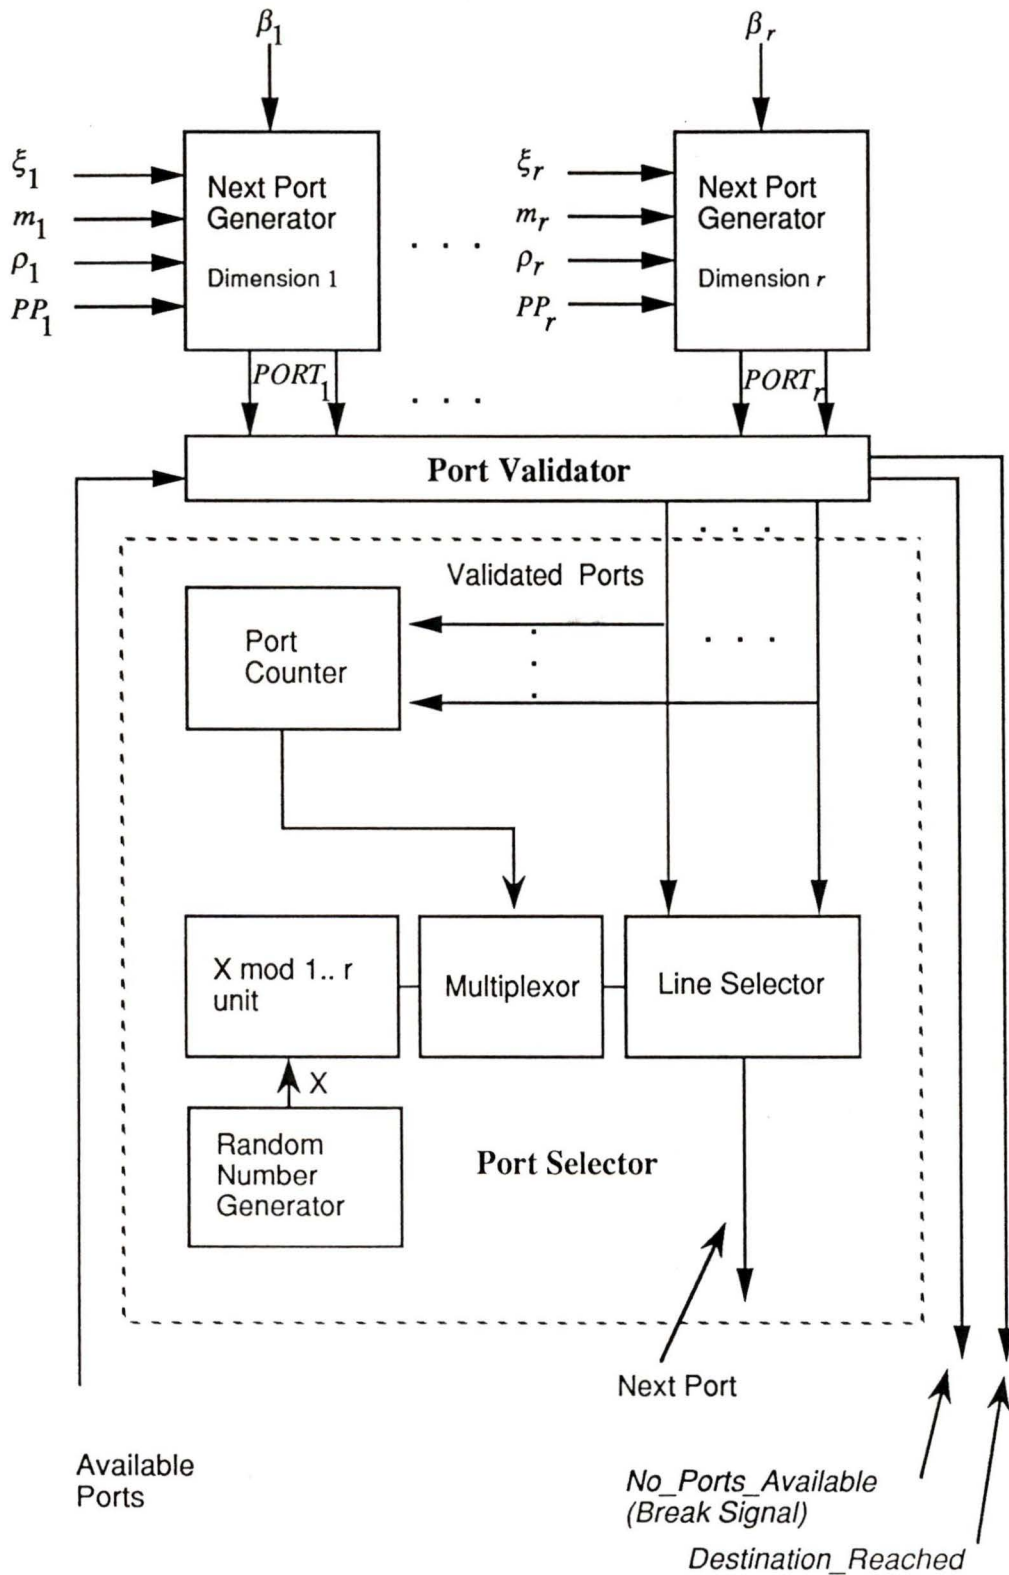 β1
βr
ξ1
m1
ρ1
PP1
Next Port
Generator
Dimension 1
. . .
ξr
mr
ρr
PPr
Next Port
Generator
Dimension r
PORT1
. . .
PORTr
Port Validator
. . .
Validated Ports
Port
Counter
. . .
X mod 1.. r
unit
Multiplexor
Line Selector
X
Random
Number
Generator
Port Selector
Next Port
Available
Ports
No_Ports_Available
(Break Signal)
Destination_Reached